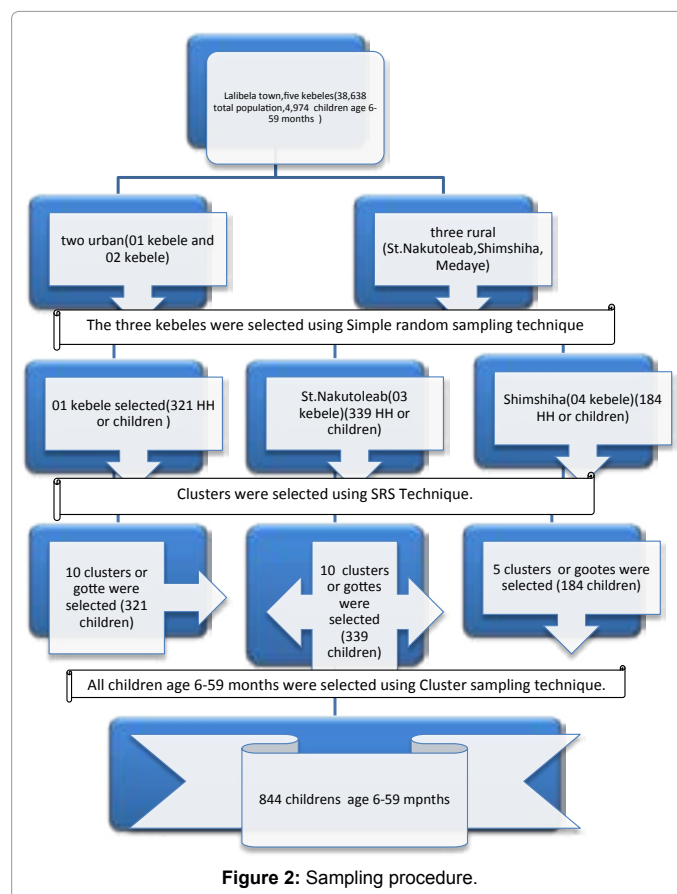 Lalibela town,five kebeles(38,638
total population,4,974 children age 6-
59 months )
two urban(01 kebele and
02 kebele)
three rural
(St.Nakutoleab,Shimshiha,
Medaye)
The three kebeles were selected using Simple random sampling technique
01 kebele selected(321 HH
or children )
St.Nakutoleab(03
kebele)(339 HH or
children)
Shimshiha(04 kebele)(184
HH or children)
Clusters were selected using SRS Technique.
10 clusters or
gotte were
selected (321
children)
10 clusters
or gottes
were
selected
(339
children)
5 clusters or gootes were
selected (184 children)
All children age 6-59 months were selected using Cluster sampling technique.
844 childrens age 6-59 mpnths
Figure 2: Sampling procedure.